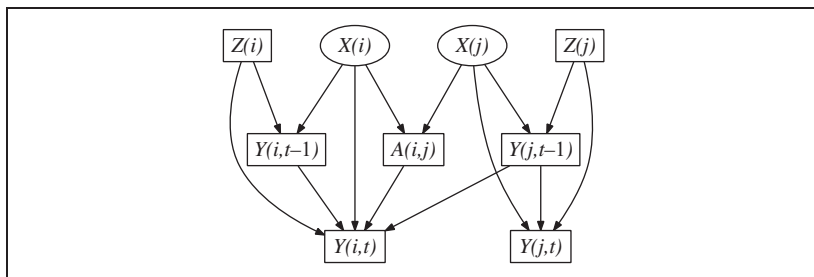 Z(i) X(i) X(j) Z(j)
Y(i,t–1) A(i,j) Y(j,t–1)
Y(i,t) Y(j,t)